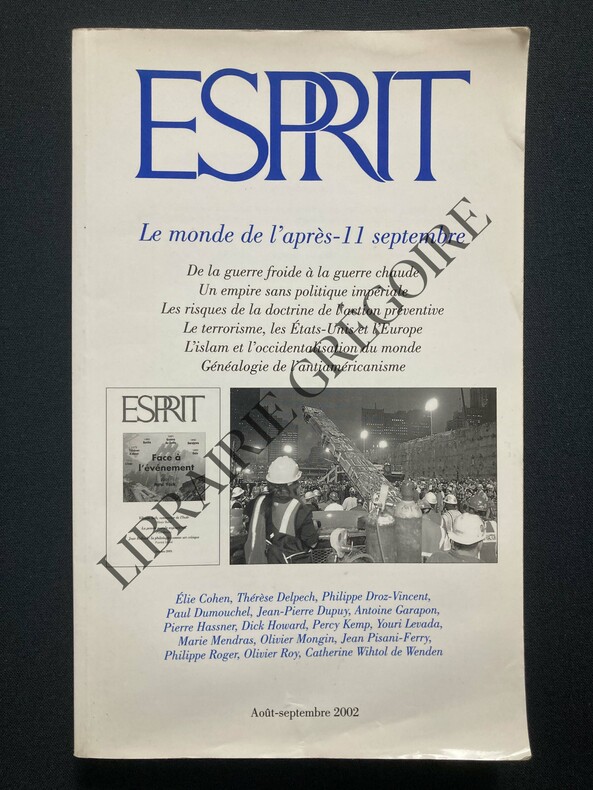 ESPRIT
Le monde de l'après-11 septembre
De la guerre froide à la guerre chaude
Un empire sans politique impériale
Les risques de la doctrine de l'action préventive
Le terrorisme, les États-Unis et l'Europe
L'islam et l'occidentalisation du monde
Généalogie de l'antiaméricanisme
LIBRAIRIE GRÉGOIRE
ESPRIT
Face à
l'événement
Élie Cohen, Thérèse Delpech, Philippe Droz-Vincent,
Paul Dumouchel, Jean-Pierre Dupuy, Antoine Garapon,
Pierre Hassner, Dick Howard, Percy Kemp, Youri Levada,
Marie Mendras, Olivier Mongin, Jean Pisani-Ferry,
Philippe Roger, Olivier Roy, Catherine Wihtol de Wenden
Août-septembre 2002